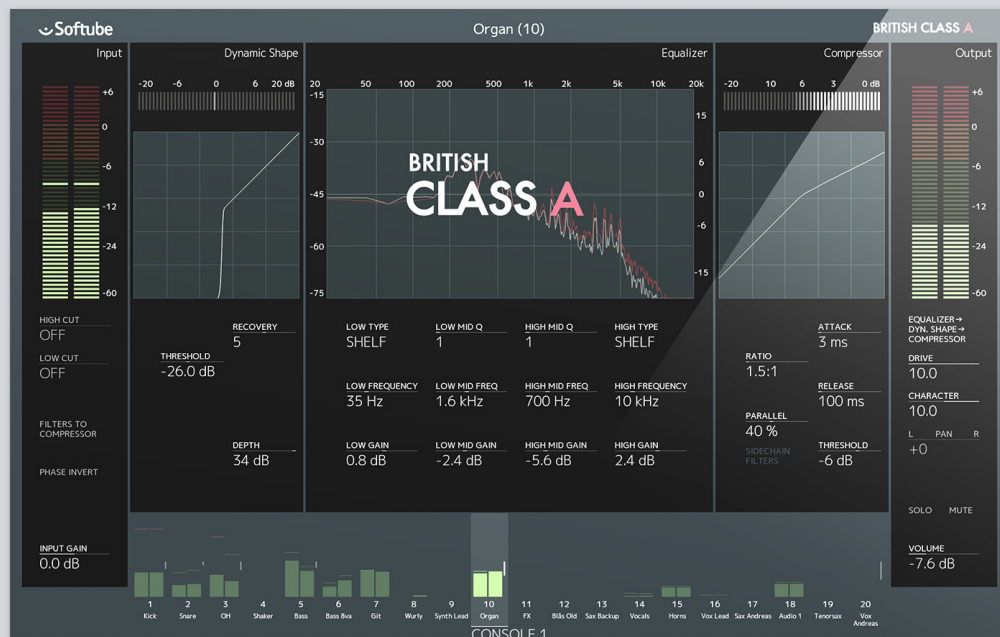 Softube
Organ (10)
BRITISH CLASS A
Input
Dynamic Shape
Equalizer
Compressor
Output
+6
0
-6
-12
-24
-60
-20 -6 0 6 20 dB
20 50 100 200 500 1k 2k 5k 10k 20k
-15
-30
-45
-60
-75
15
6
0
-6
-15
BRITISH
CLASS A
-20 10 6 3 0 dB
+6
0
-6
-12
-24
-60
HIGH CUT
OFF
LOW CUT
OFF
FILTERS TO
COMPRESSOR
PHASE INVERT
INPUT GAIN
0.0 dB
RECOVERY
5
THRESHOLD
-26.0 dB
DEPTH
34 dB
LOW TYPE LOW MID Q HIGH MID Q HIGH TYPE
SHELF 1 1 SHELF
LOW FREQUENCY LOW MID FREQ HIGH MID FREQ HIGH FREQUENCY
35 Hz 1.6 kHz 700 Hz 10 kHz
LOW GAIN LOW MID GAIN HIGH MID GAIN HIGH GAIN
0.8 dB -2.4 dB -5.6 dB 2.4 dB
ATTACK
3 ms
RATIO
1.5:1
RELEASE
100 ms
PARALLEL
40 %
SIDECHAIN
FILTERS
THRESHOLD
-6 dB
EQUALIZER→
DYN. SHAPE→
COMPRESSOR
DRIVE
10.0
CHARACTER
10.0
L PAN R
+0
SOLO MUTE
VOLUME
-7.6 dB
1 2 3 4 5 6 7 8 9 10 11 12 13 14 15 16 17 18 19 20
Kick Snare OH Shaker Bass Bass Bva Git Wurly Synth Lead Organ FX Blås Old Sax Backup Vocals Horns Vox Lead Sax Andreas Audio 1 Tenorsax Vox
Andreas
CONSOLE 1